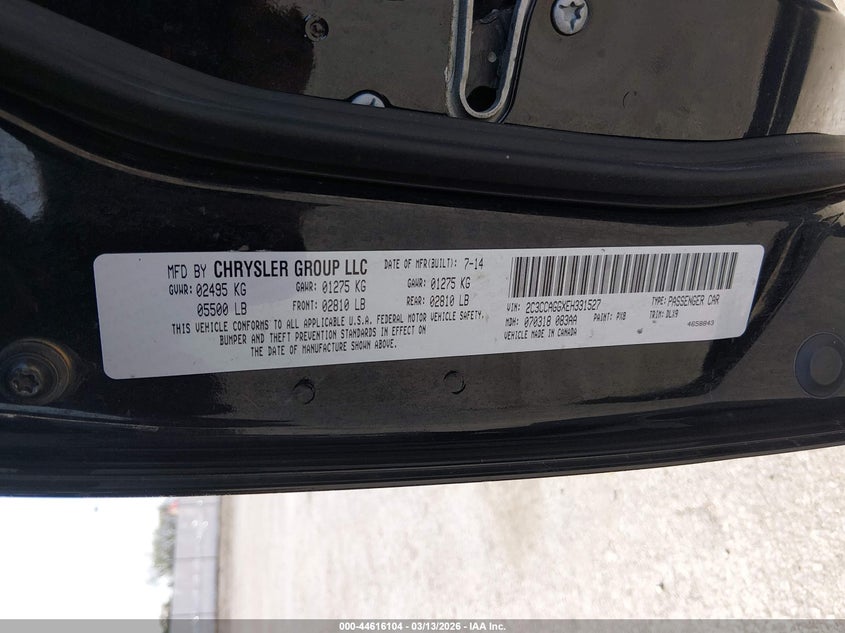 MFD BY CHRYSLER GROUP LLC DATE OF MFR(BUILT): 7-14
GVWR: 02495 KG GAWR: 01275 KG GAWR: 01275 KG
05500 LB FRONT: 02810 LB REAR: 02810 LB
THIS VEHICLE CONFORMS TO ALL APPLICABLE U.S.A. FEDERAL MOTOR VEHICLE SAFETY,
BUMPER AND THEFT PREVENTION STANDARDS IN EFFECT ON
THE DATE OF MANUFACTURE SHOWN ABOVE.
VIN: 2C3CCAGGXEH331527 TYPE: PASSENGER CAR
MDH: 070318 083AA PAINT: PXB TRIM: DLX9
VEHICLE MADE IN CANADA 4658843
000-44616104 | 03/13/2026 | IAA Inc.